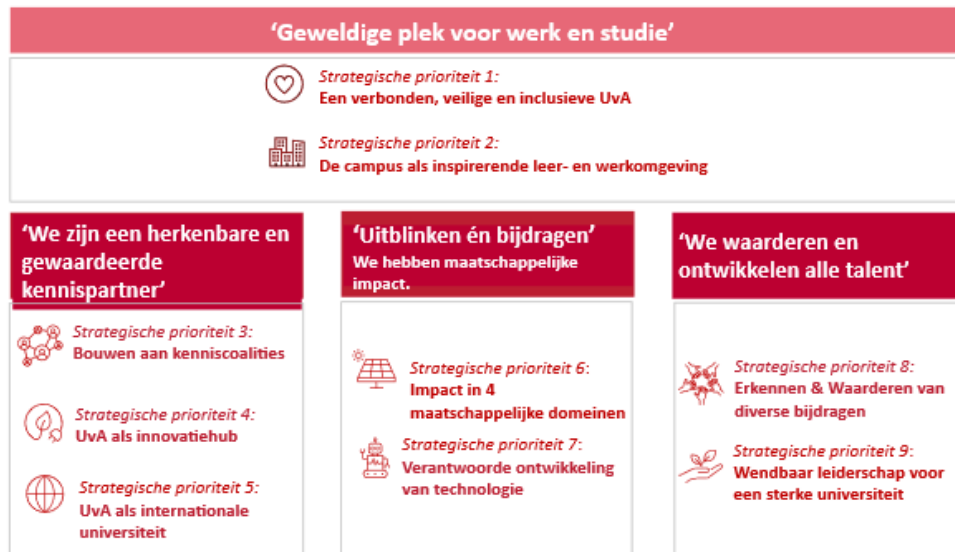 ‘Geweldige plek voor werk en studie’
Strategische prioriteit 1:
Een verbonden, veilige en inclusieve UvA
Strategische prioriteit 2:
De campus als inspirerende leer- en werkomgeving
‘We zijn een herkenbare en
gewaardeerde
kennispartner’
Strategische prioriteit 3:
Bouwen aan kenniscoalities
Strategische prioriteit 4:
UvA als innovatiehub
Strategische prioriteit 5:
UvA als internationale
universiteit
‘Uitblinken én bijdragen’
We hebben maatschappelijke
impact.
Strategische prioriteit 6:
Impact in 4
maatschappelijke domeinen
Strategische prioriteit 7:
Verantwoorde ontwikkeling
van technologie
‘We waarderen en
ontwikkelen alle talent’
Strategische prioriteit 8:
Erkennen & Waarderen van
diverse bijdragen
Strategische prioriteit 9:
Wendbaar leiderschap voor
een sterke universiteit